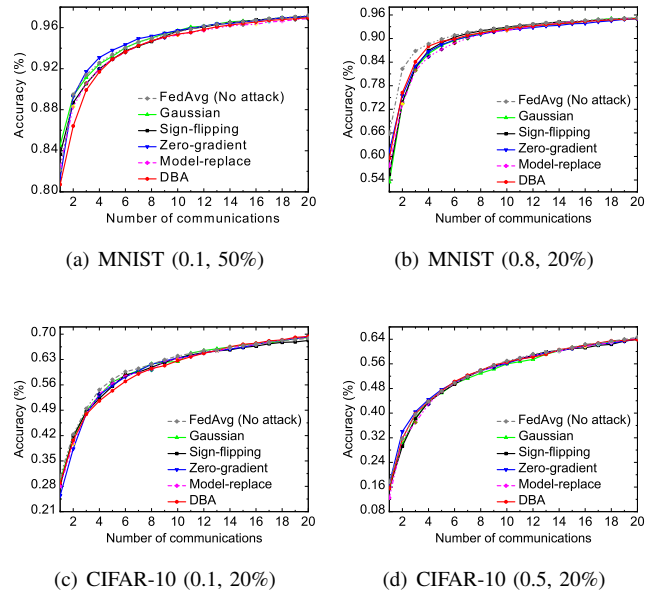 0.96
0.92
0.88
0.84
0.80
Accuracy (%)
FedAvg (No attack)
Gaussian
Sign-flipping
Zero-gradient
Model-replace
DBA
2 4 6 8 10 12 14 16 18 20
Number of communications
(a) MNIST (0.1, 50%)
1.02
0.94
0.86
0.78
0.70
0.62
0.54
Accuracy (%)
FedAvg (No attack)
Gaussian
Sign-flipping
Zero-gradient
Model-replace
DBA
2 4 6 8 10 12 14 16 18 20
Number of communications
(b) MNIST (0.8, 20%)
0.70
0.63
0.56
0.49
0.42
0.35
0.28
0.21
Accuracy (%)
FedAvg (No attack)
Gaussian
Sign-flipping
Zero-gradient
Model-replace
DBA
2 4 6 8 10 12 14 16 18 20
Number of communications
(c) CIFAR-10 (0.1, 20%)
0.64
0.56
0.48
0.40
0.32
0.24
0.16
0.08
Accuracy (%)
FedAvg (No attack)
Gaussian
Sign-flipping
Zero-gradient
Model-replace
DBA
2 4 6 8 10 12 14 16 18 20
Number of communications
(d) CIFAR-10 (0.5, 20%)